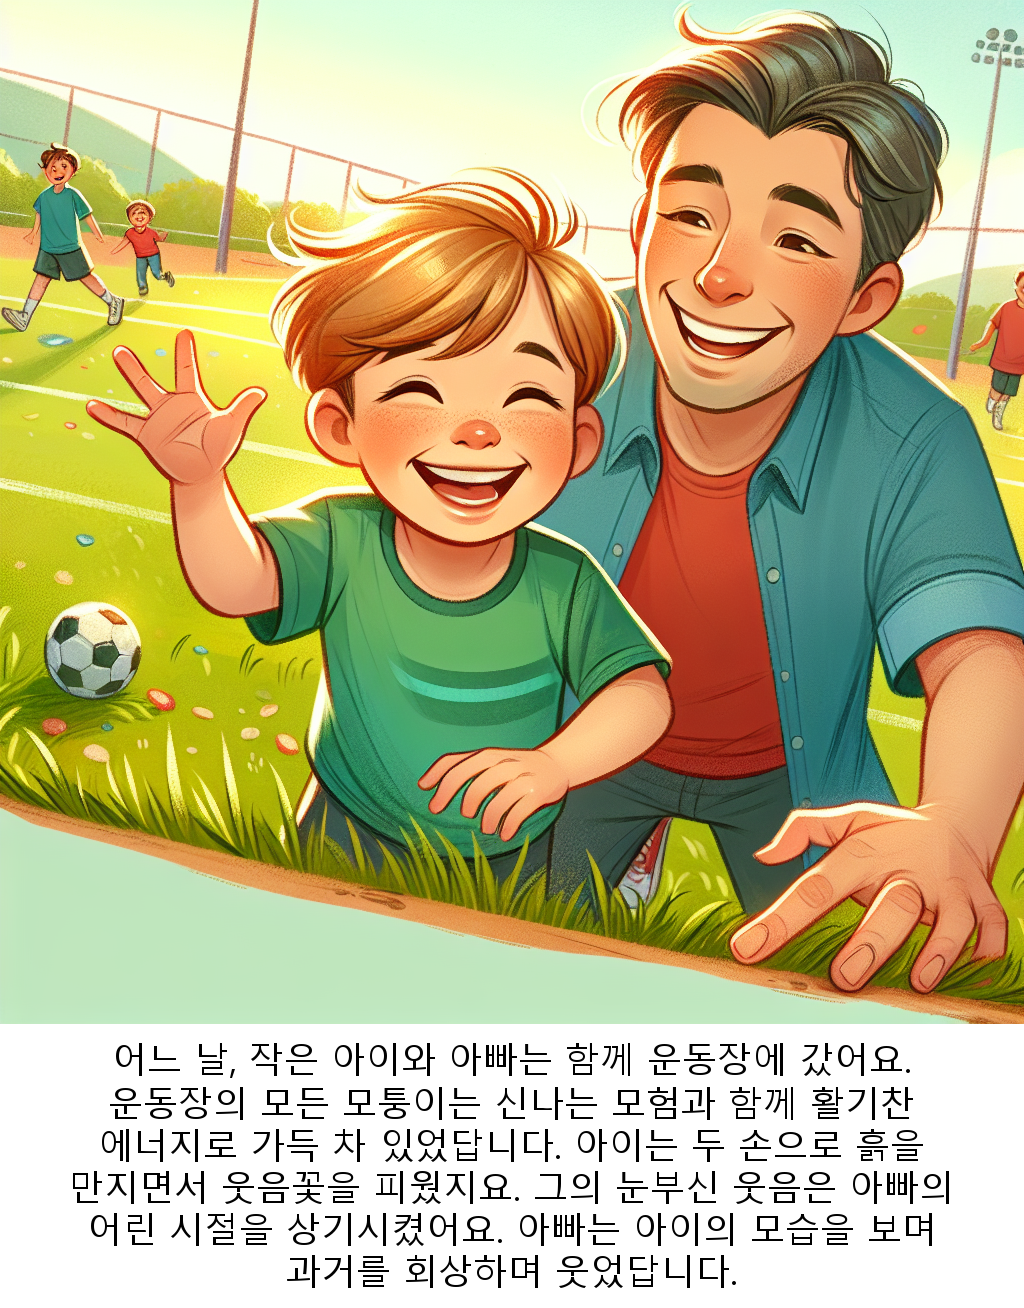 어느 날, 작은 아이와 아빠는 함께 운동장에 갔어요.
운동장의 모든 모퉁이는 신나는 모험과 함께 활기찬
에너지로 가득 차 있었답니다. 아이는 두 손으로 흙을
만지면서 웃음꽃을 피웠지요. 그의 눈부신 웃음은 아빠의
어린 시절을 상기시켰어요. 아빠는 아이의 모습을 보며
과거를 회상하며 웃었답니다.